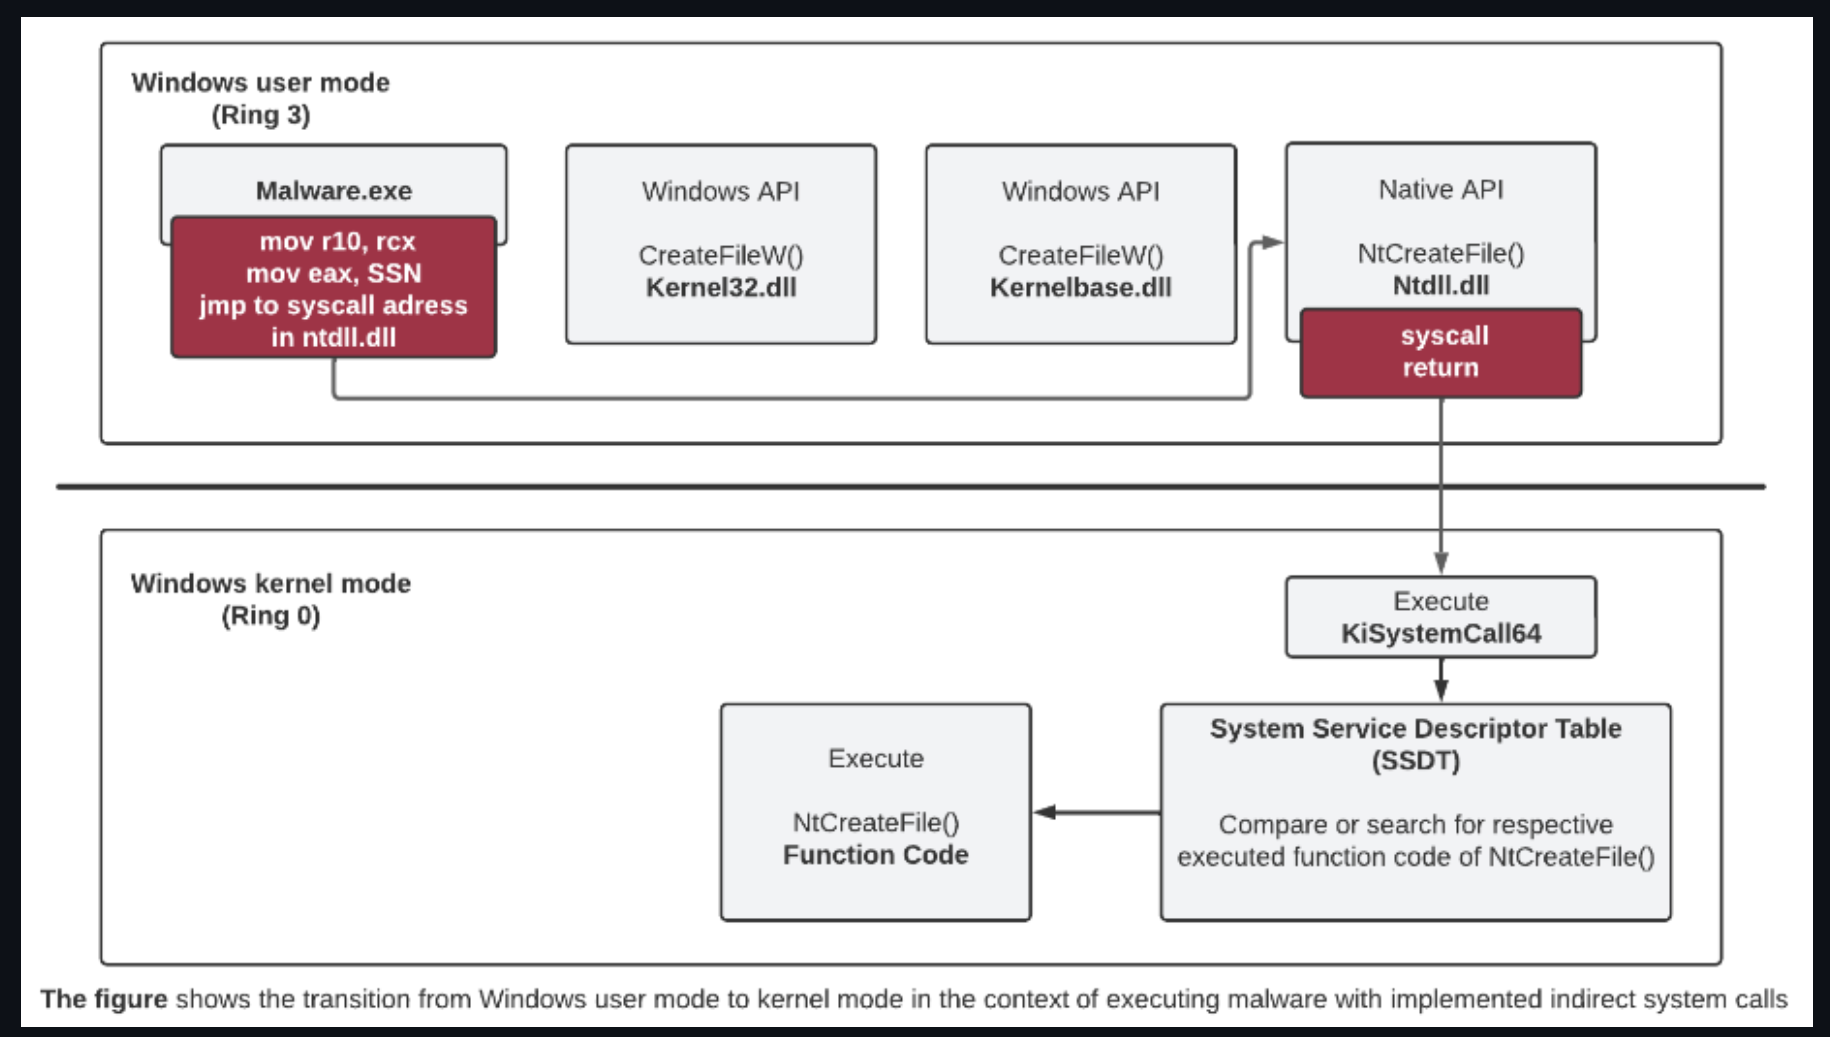 Windows user mode
(Ring 3)
Malware.exe
mov r10, rcx
mov eax, SSN
jmp to syscall adress
in ntdll.dll
Windows API
CreateFileW()
Kernel32.dll
Windows API
CreateFileW()
Kernelbase.dll
Native API
NtCreateFile()
Ntdll.dll
syscall
return
Windows kernel mode
(Ring 0)
Execute
KiSystemCall64
System Service Descriptor Table
(SSDT)
Compare or search for respective
executed function code of NtCreateFile()
Execute
NtCreateFile()
Function Code
The figure shows the transition from Windows user mode to kernel mode in the context of executing malware with implemented indirect system calls